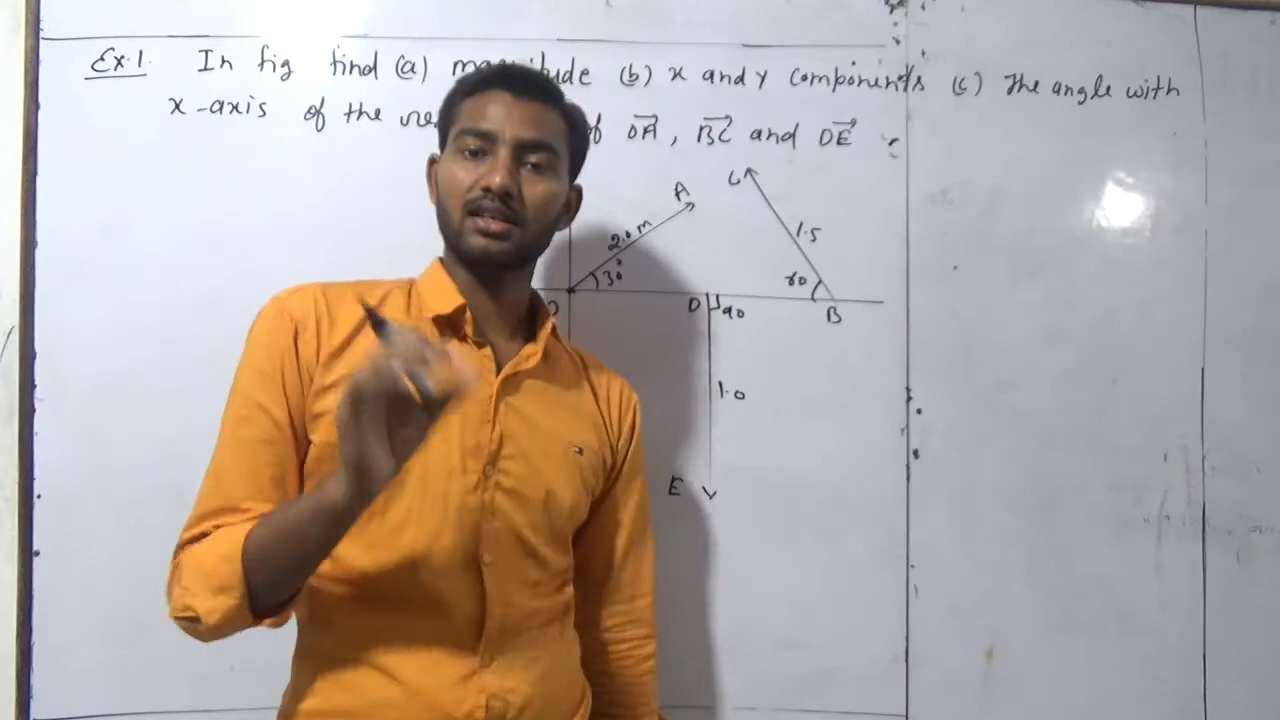 Ex.1. In fig find (a) magnitude (b) x and y components (c) The angle with
x-axis of the of OA, BC and DE
A
C
2.0 m
1.5
30°
60
D
90
B
1.0
E